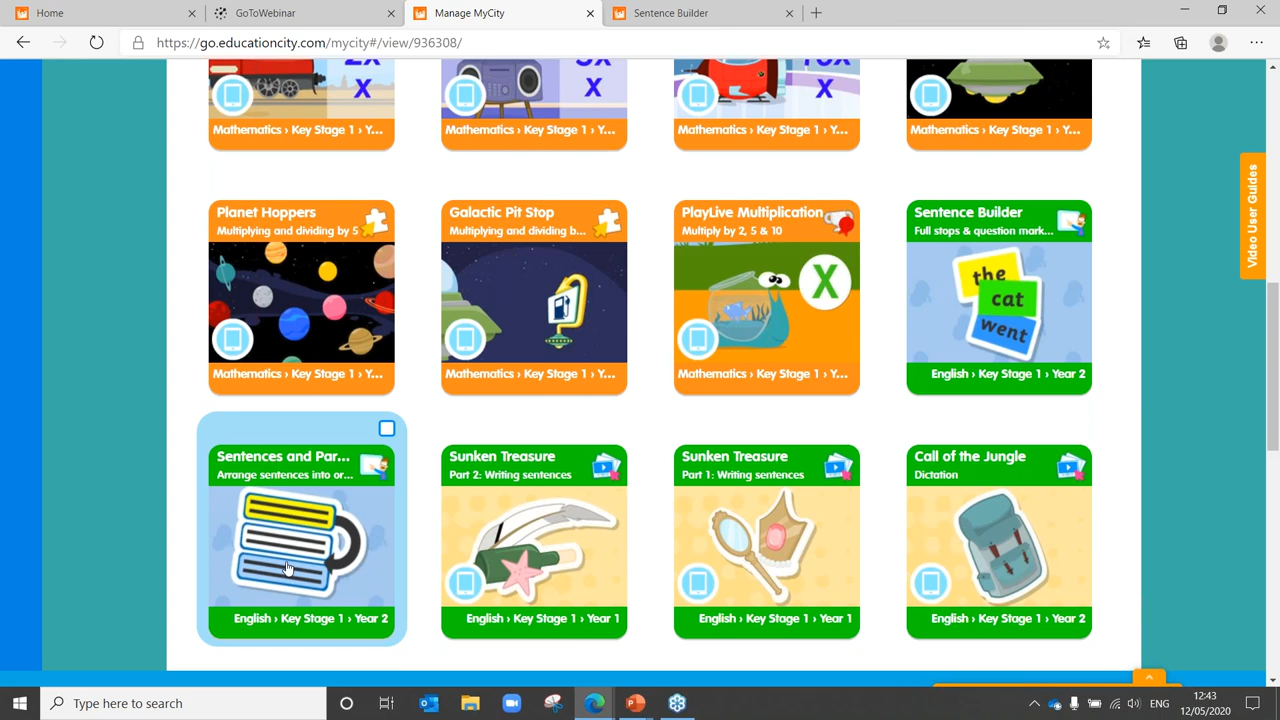 Home
GoToWebinar
Manage MyCity
Sentence Builder
https://go.educationcity.com/mycity#/view/936308/
X
X
X
Mathematics › Key Stage 1 › Y...
Mathematics › Key Stage 1 › Y...
Mathematics › Key Stage 1 › Y...
Mathematics › Key Stage 1 › Y...
Video User Guides
Planet Hoppers
Multiplying and dividing by 5
Mathematics › Key Stage 1 › Y...
Galactic Pit Stop
Multiplying and dividing b...
Mathematics › Key Stage 1 › Y...
PlayLive Multiplication
Multiply by 2, 5 & 10
X
Mathematics › Key Stage 1 › Y...
Sentence Builder
Full stops & question mark...
the
cat
went
English › Key Stage 1 › Year 2
Sentences and Par...
Arrange sentences into or...
English › Key Stage 1 › Year 2
Sunken Treasure
Part 2: Writing sentences
English › Key Stage 1 › Year 1
Sunken Treasure
Part 1: Writing sentences
English › Key Stage 1 › Year 1
Call of the Jungle
Dictation
English › Key Stage 1 › Year 2
Type here to search
ENG
12:43
12/05/2020